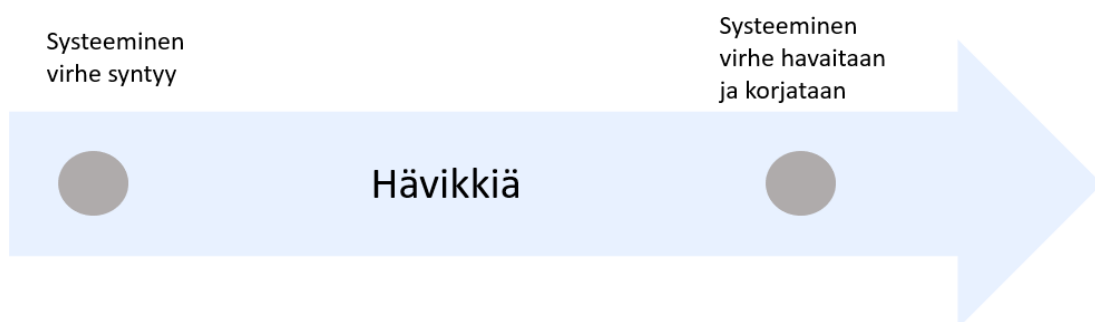 Systeeminen
virhe syntyy
Systeeminen
virhe havaitaan
ja korjataan
Hävikkiä